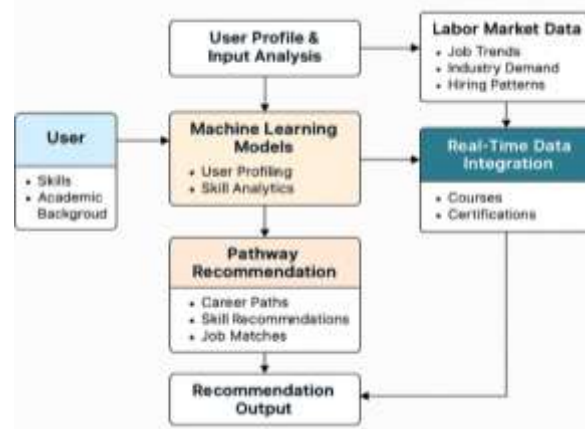 User Profile &
Input Analysis
Labor Market Data
• Job Trends
• Industry Demand
• Hiring Patterns
User
• Skills
• Academic
Backgroud
Machine Learning
Models
• User Profiling
• Skill Analytics
Real-Time Data
Integration
• Courses
• Certifications
Pathway
Recommendation
• Career Paths
• Skill Recommndations
• Job Matches
Recommendation
Output